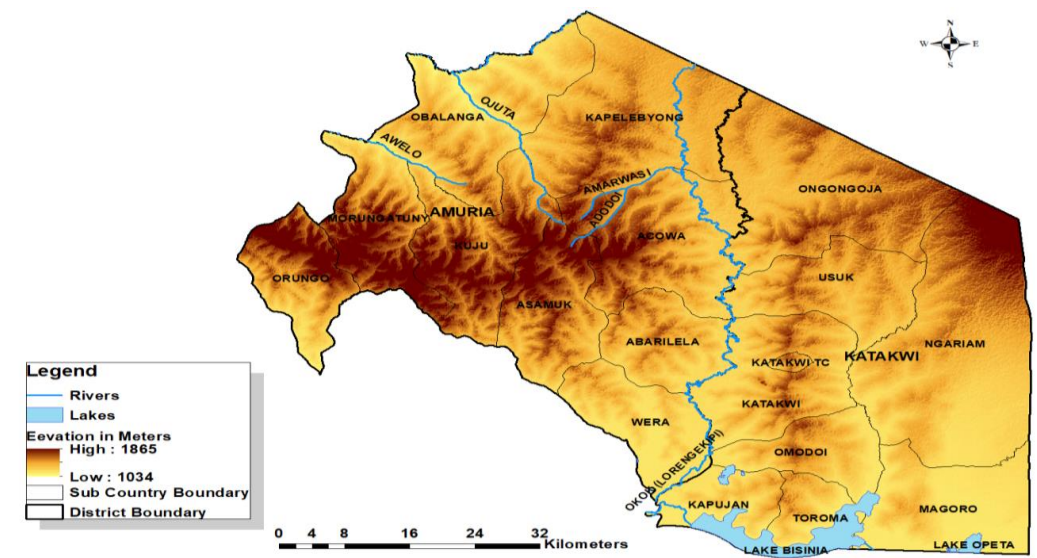 N
W E
S
OJUTA
OBALANGA
KAPELEBYONG
AWELO
AMARWASI
ONGONGOJA
ADODOI
MORUNGATUNY
AMURIA
ACOWA
KUJU
ORUNGO
USUK
ASAMUK
ABARILELA
NGARIAM
KATAKWI TC
KATAKWI
KATAKWI
WERA
OMODOI
OKOIS (LORENGEKIPI)
KAPUJAN
TOROMA
MAGORO
LAKE BISINIA
LAKE OPETA
Legend
Rivers
Lakes
Eevation in Meters
High : 1865
Low : 1034
Sub Country Boundary
District Boundary
0 4 8 16 24 32
Kilometers